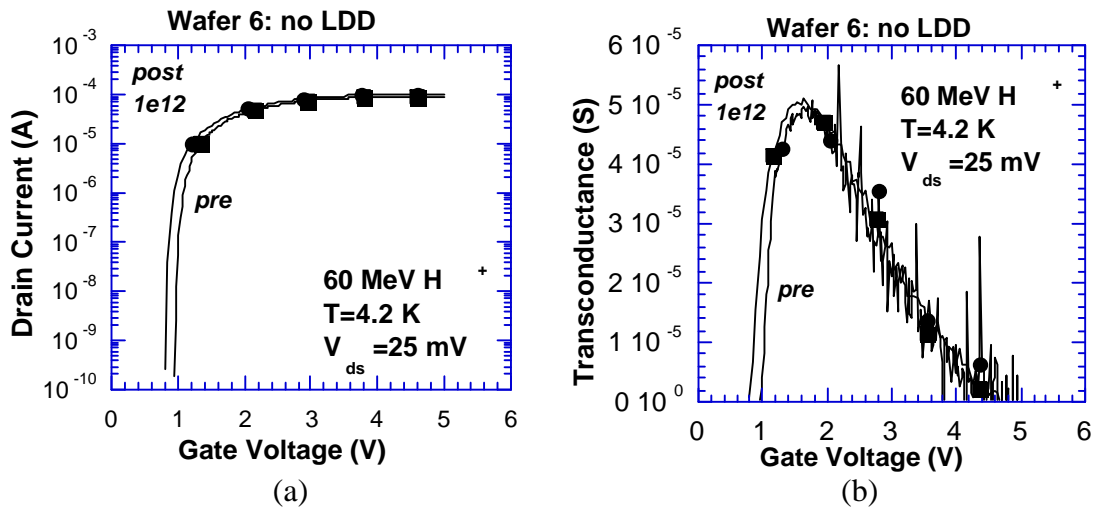 Wafer 6: no LDD
10⁻³
10⁻⁴
10⁻⁵
10⁻⁶
10⁻⁷
10⁻⁸
10⁻⁹
10⁻¹⁰
Drain Current (A)
post
1e12
pre
60 MeV H⁺
T=4.2 K
V_ds =25 mV
0 1 2 3 4 5 6
Gate Voltage (V)
(a)
Wafer 6: no LDD
6 10⁻⁵
5 10⁻⁵
4 10⁻⁵
3 10⁻⁵
2 10⁻⁵
1 10⁻⁵
0 10⁰
Transconductance (S)
post
1e12
pre
60 MeV H⁺
T=4.2 K
V_ds =25 mV
0 1 2 3 4 5 6
Gate Voltage (V)
(b)